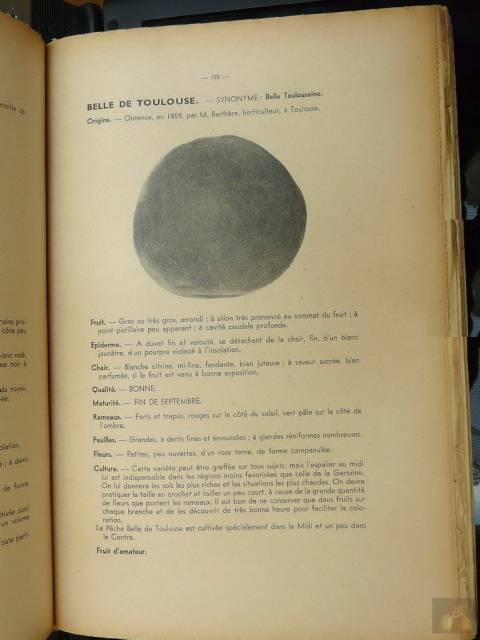 — 188 —
BELLE DE TOULOUSE. — SYNONYME : Belle Toulousaine.
Origine. — Obtenue, en 1859, par M. Barthère, horticulteur, à Toulouse.
Fruit. — Gros ou très gros, arrondi ; à sillon très prononcé au sommet du fruit ; à
point pistillaire peu apparent ; à cavité caudale profonde.
Epiderme. — A duvet fin et velouté, se détachant de la chair, fin, d'un blanc
jaunâtre, d'un pourpre violacé à l'insolation.
Chair. — Blanche citrine, mi-fine, fondante, bien juteuse ; à saveur sucrée, bien
parfumée, si le fruit est venu à bonne exposition.
Qualité. — BONNE.
Maturité. — FIN DE SEPTEMBRE.
Rameaux. — Forts et trapus, rouges sur le côté du soleil, vert pâle sur le côté de
l'ombre.
Feuilles. — Grandes, à dents fines et émoussées ; à glandes réniformes nombreuses.
Fleurs. — Petites, peu ouvertes, d'un rose terne, de forme campanulée.
Culture. — Cette variété peut être greffée sur tous sujets, mais l'espalier au midi
lui est indispensable dans les régions moins favorisées que celle de la Garonne.
On lui donnera les sols les plus riches et les situations les plus chaudes. On devra
pratiquer la taille en crochet et tailler un peu court, à cause de la grande quantité
de fleurs que portent les rameaux. Il est bon de ne conserver que deux fruits sur
chaque branche et de les découvrir de très bonne heure pour faciliter la colo-
ration.
La Pêche Belle de Toulouse est cultivée spécialement dans le Midi et un peu dans
le Centre.
Fruit d'amateur.